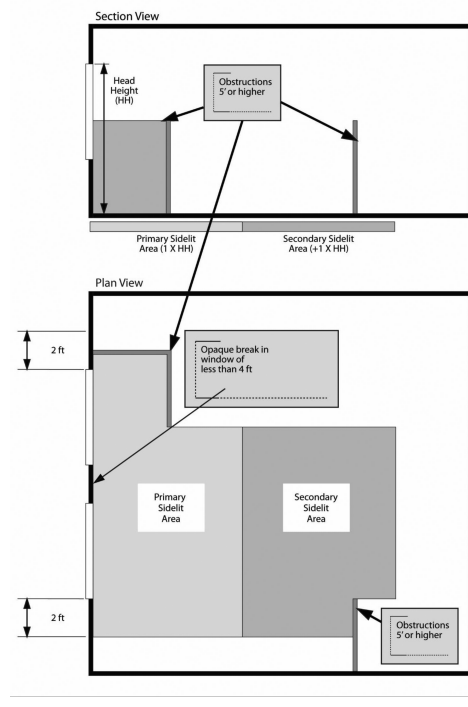 Section View
Head
Height
(HH)
Obstructions
5' or higher
Primary Sidelit
Area (1 X HH)
Secondary Sidelit
Area (+1 X HH)
Plan View
2 ft
Opaque break in
window of
less than 4 ft
Primary
Sidelit
Area
Secondary
Sidelit
Area
2 ft
Obstructions
5' or higher